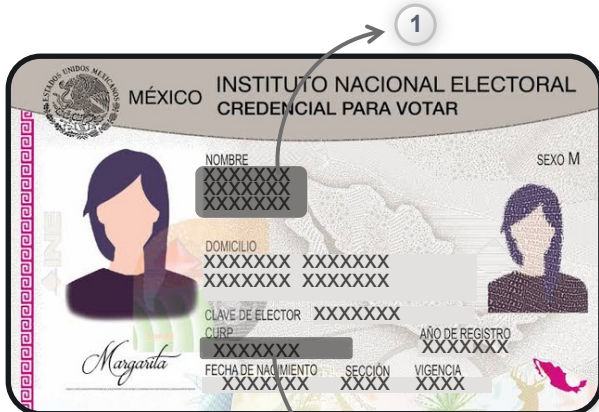 1
ESTADOS UNIDOS MEXICANOS
MÉXICO
INSTITUTO NACIONAL ELECTORAL
CREDENCIAL PARA VOTAR
NOMBRE
SEXO M
XXXXXXX
XXXXXXX
XXXXXXX
DOMICILIO
XXXXXXX XXXXXXX
XXXXXXX XXXXXXX
INE
CLAVE DE ELECTOR XXXXXXX
CURP
AÑO DE REGISTRO
XXXXXXX
XXXXXXX
Margarita
FECHA DE NACIMIENTO SECCIÓN VIGENCIA
XXXXXXX XXXX XXXX